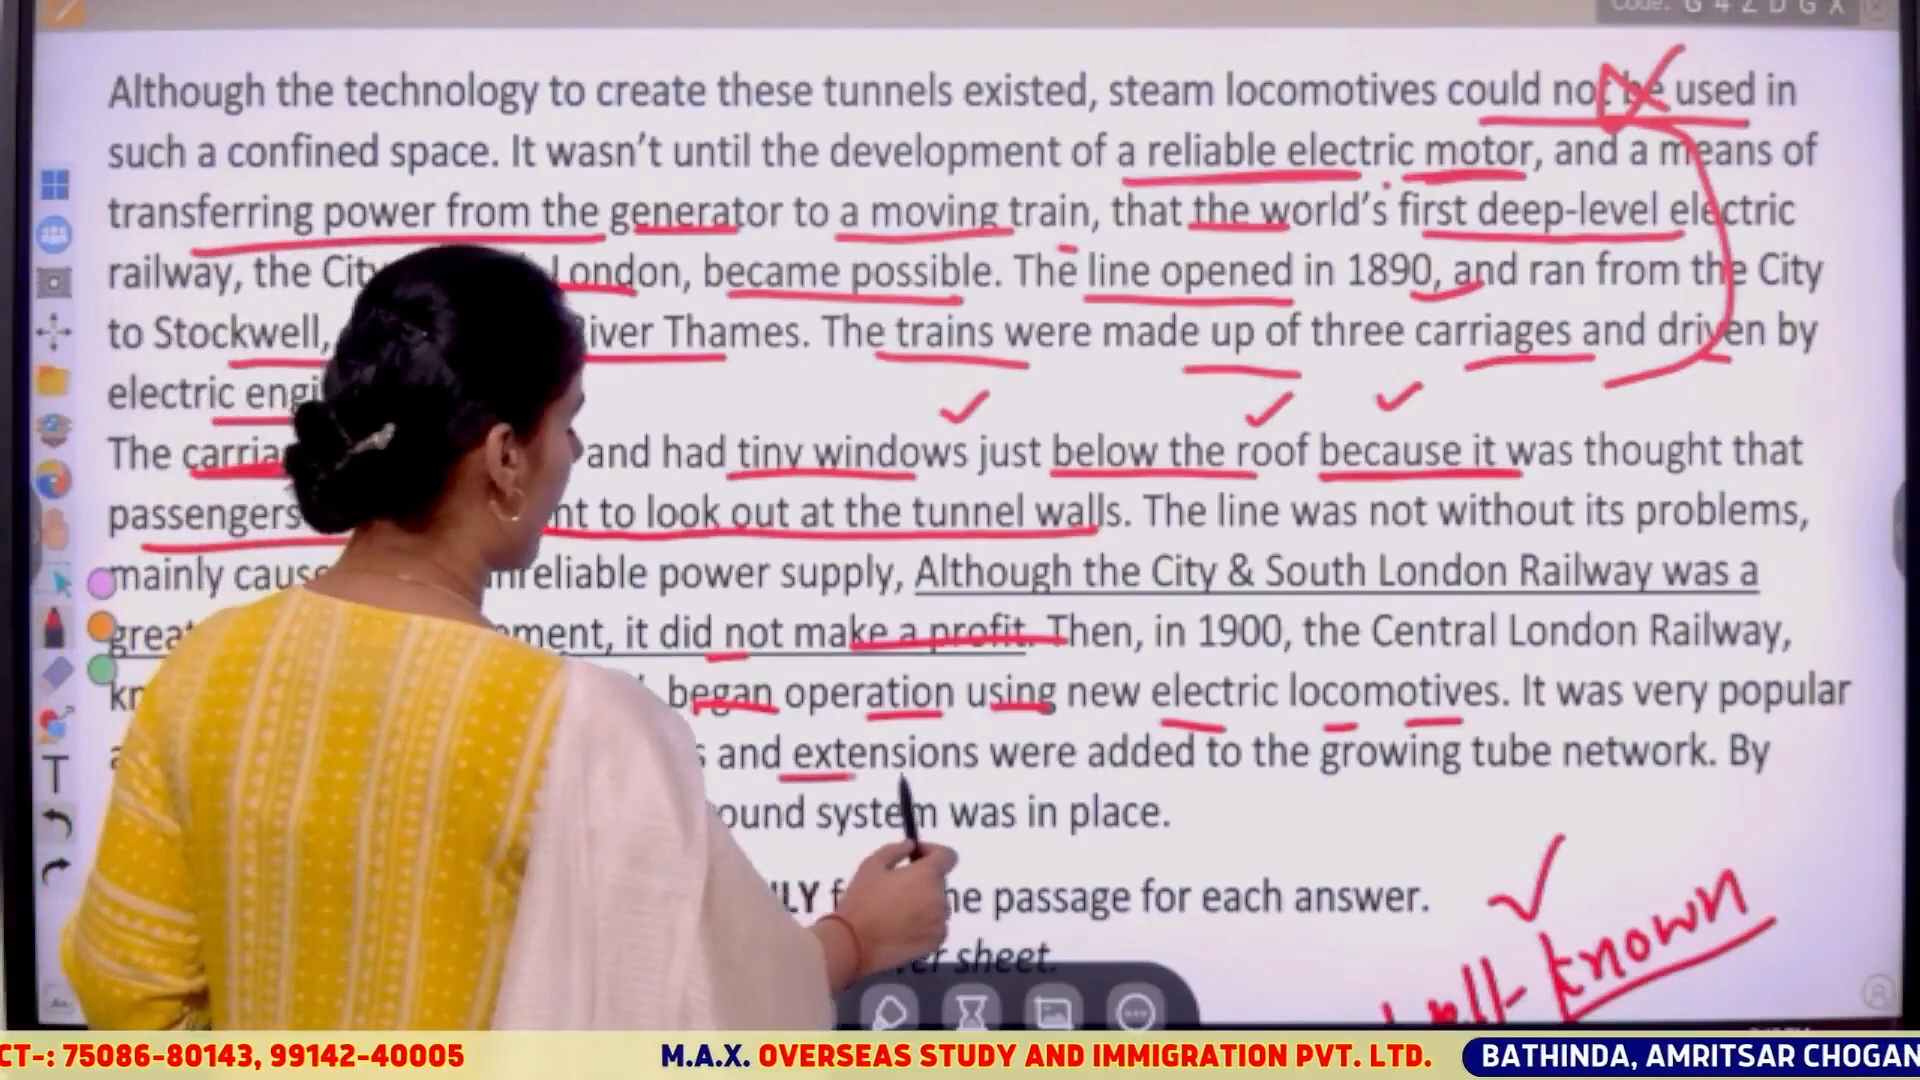 Code: G 4 Z D G X
Although the technology to create these tunnels existed, steam locomotives could not be used in
such a confined space. It wasn't until the development of a reliable electric motor, and a means of
transferring power from the generator to a moving train, that the world's first deep-level electric
railway, the City London, became possible. The line opened in 1890, and ran from the City
to Stockwell, River Thames. The trains were made up of three carriages and driven by
electric
The and had tiny windows just below the roof because it was thought that
passengers to look out at the tunnel walls. The line was not without its problems,
mainly unreliable power supply, Although the City & South London Railway was a
great it did not make a profit. Then, in 1900, the Central London Railway,
began operation using new electric locomotives. It was very popular
and extensions were added to the growing tube network. By
system was in place.
the passage for each answer.
sheet.
well-known
CT-: 75086-80143, 99142-40005 M.A.X. OVERSEAS STUDY AND IMMIGRATION PVT. LTD. BATHINDA, AMRITSAR CHOGAN